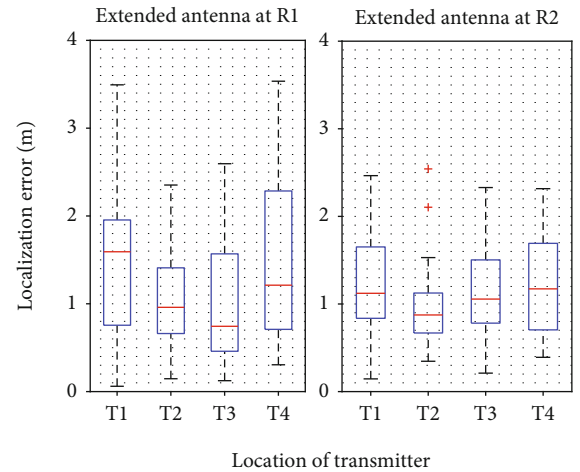 Extended antenna at R1
Extended antenna at R2
Localization error (m)
4
3
2
1
0
T1 T2 T3 T4
4
3
2
1
0
T1 T2 T3 T4
Location of transmitter